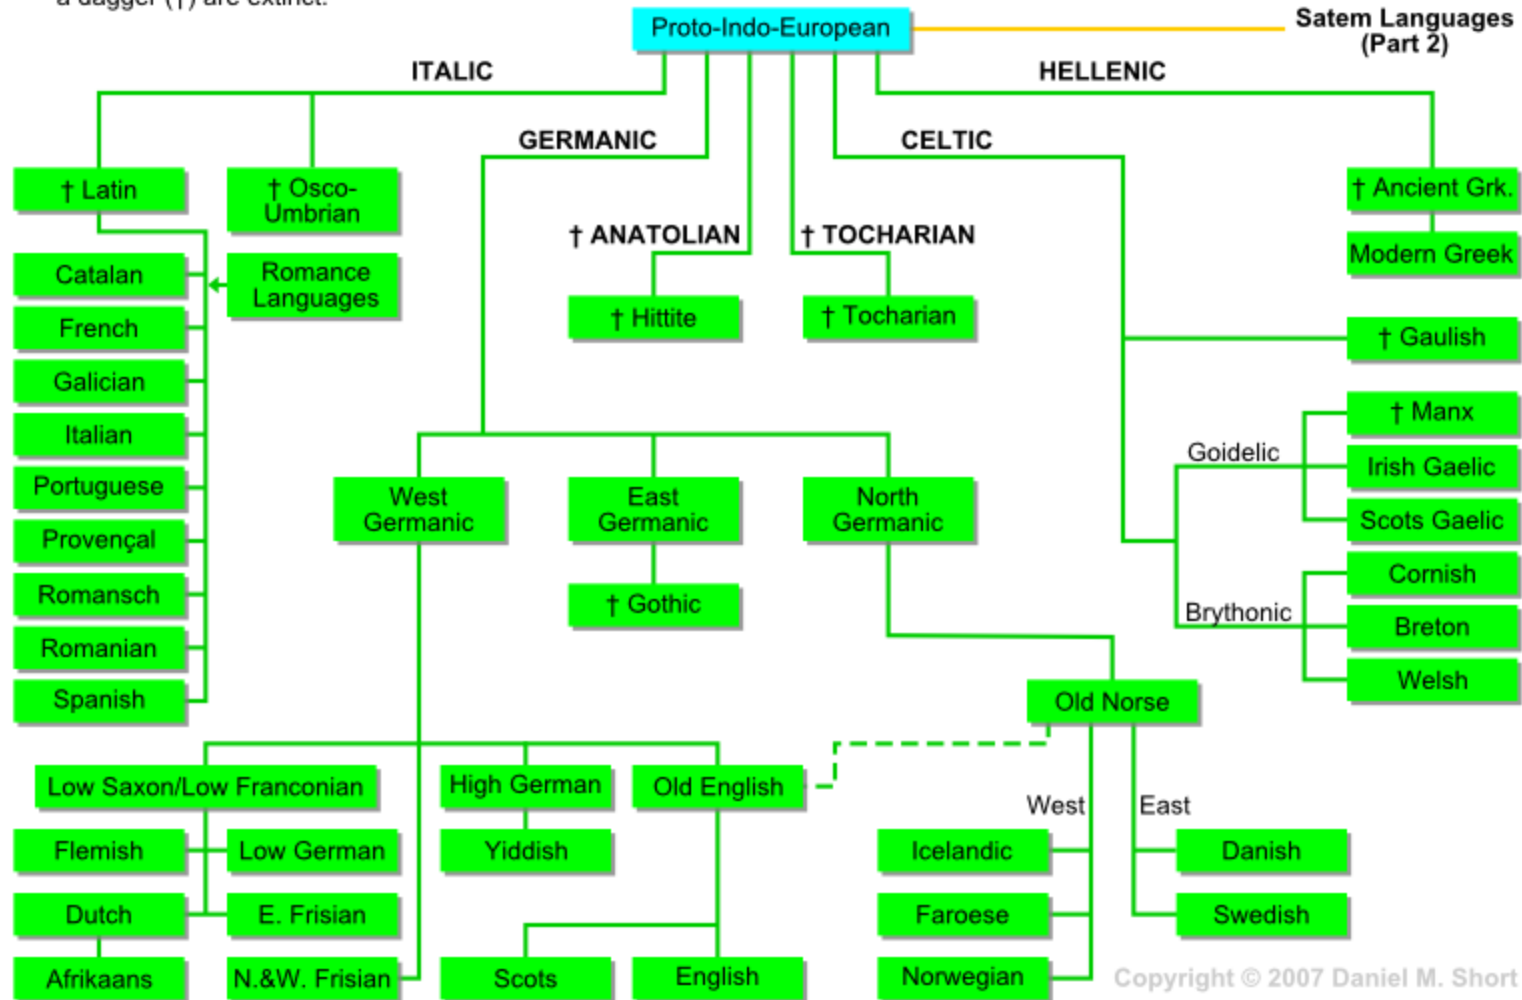 a dagger (†) are extinct.
Proto-Indo-European
Satem Languages
(Part 2)
ITALIC
HELLENIC
GERMANIC
CELTIC
† Latin
† Osco-
Umbrian
† Ancient Grk.
† ANATOLIAN
† TOCHARIAN
Modern Greek
Catalan
Romance
Languages
† Hittite
† Tocharian
French
† Gaulish
Galician
† Manx
Italian
Goidelic
Irish Gaelic
Portuguese
West
Germanic
East
Germanic
North
Germanic
Scots Gaelic
Provençal
Cornish
Romansch
† Gothic
Brythonic
Breton
Romanian
Welsh
Spanish
Old Norse
Low Saxon/Low Franconian
High German
Old English
West
East
Flemish
Low German
Yiddish
Icelandic
Danish
Dutch
E. Frisian
Faroese
Swedish
Afrikaans
N.&W. Frisian
Scots
English
Norwegian
Copyright © 2007 Daniel M. Short